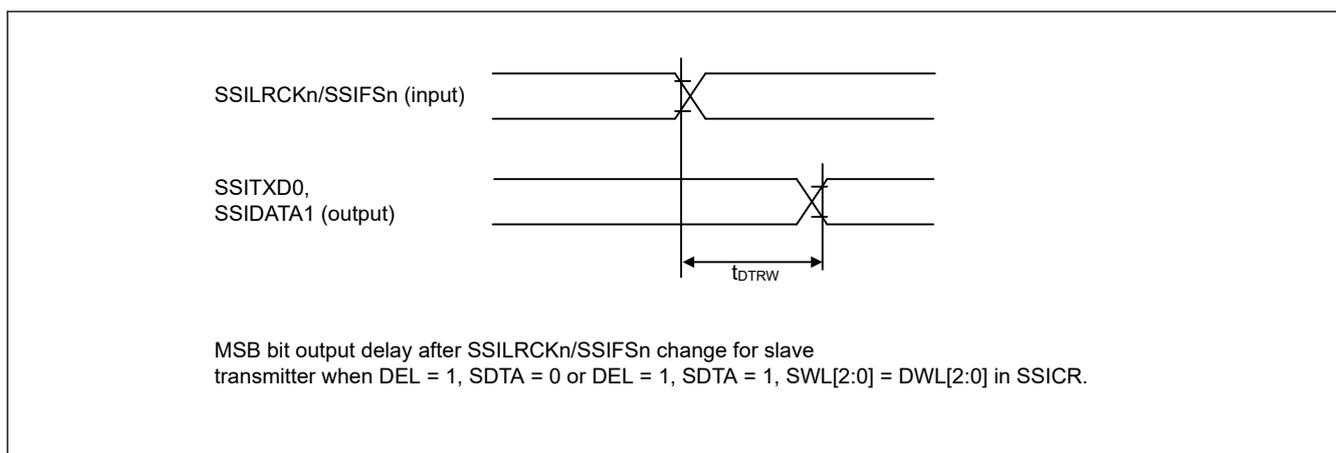 SSILRCKn/SSIFSn (input)
SSITXD0,
SSIDATA1 (output)
tDTRW
MSB bit output delay after SSILRCKn/SSIFSn change for slave
transmitter when DEL = 1, SDTA = 0 or DEL = 1, SDTA = 1, SWL[2:0] = DWL[2:0] in SSICR.